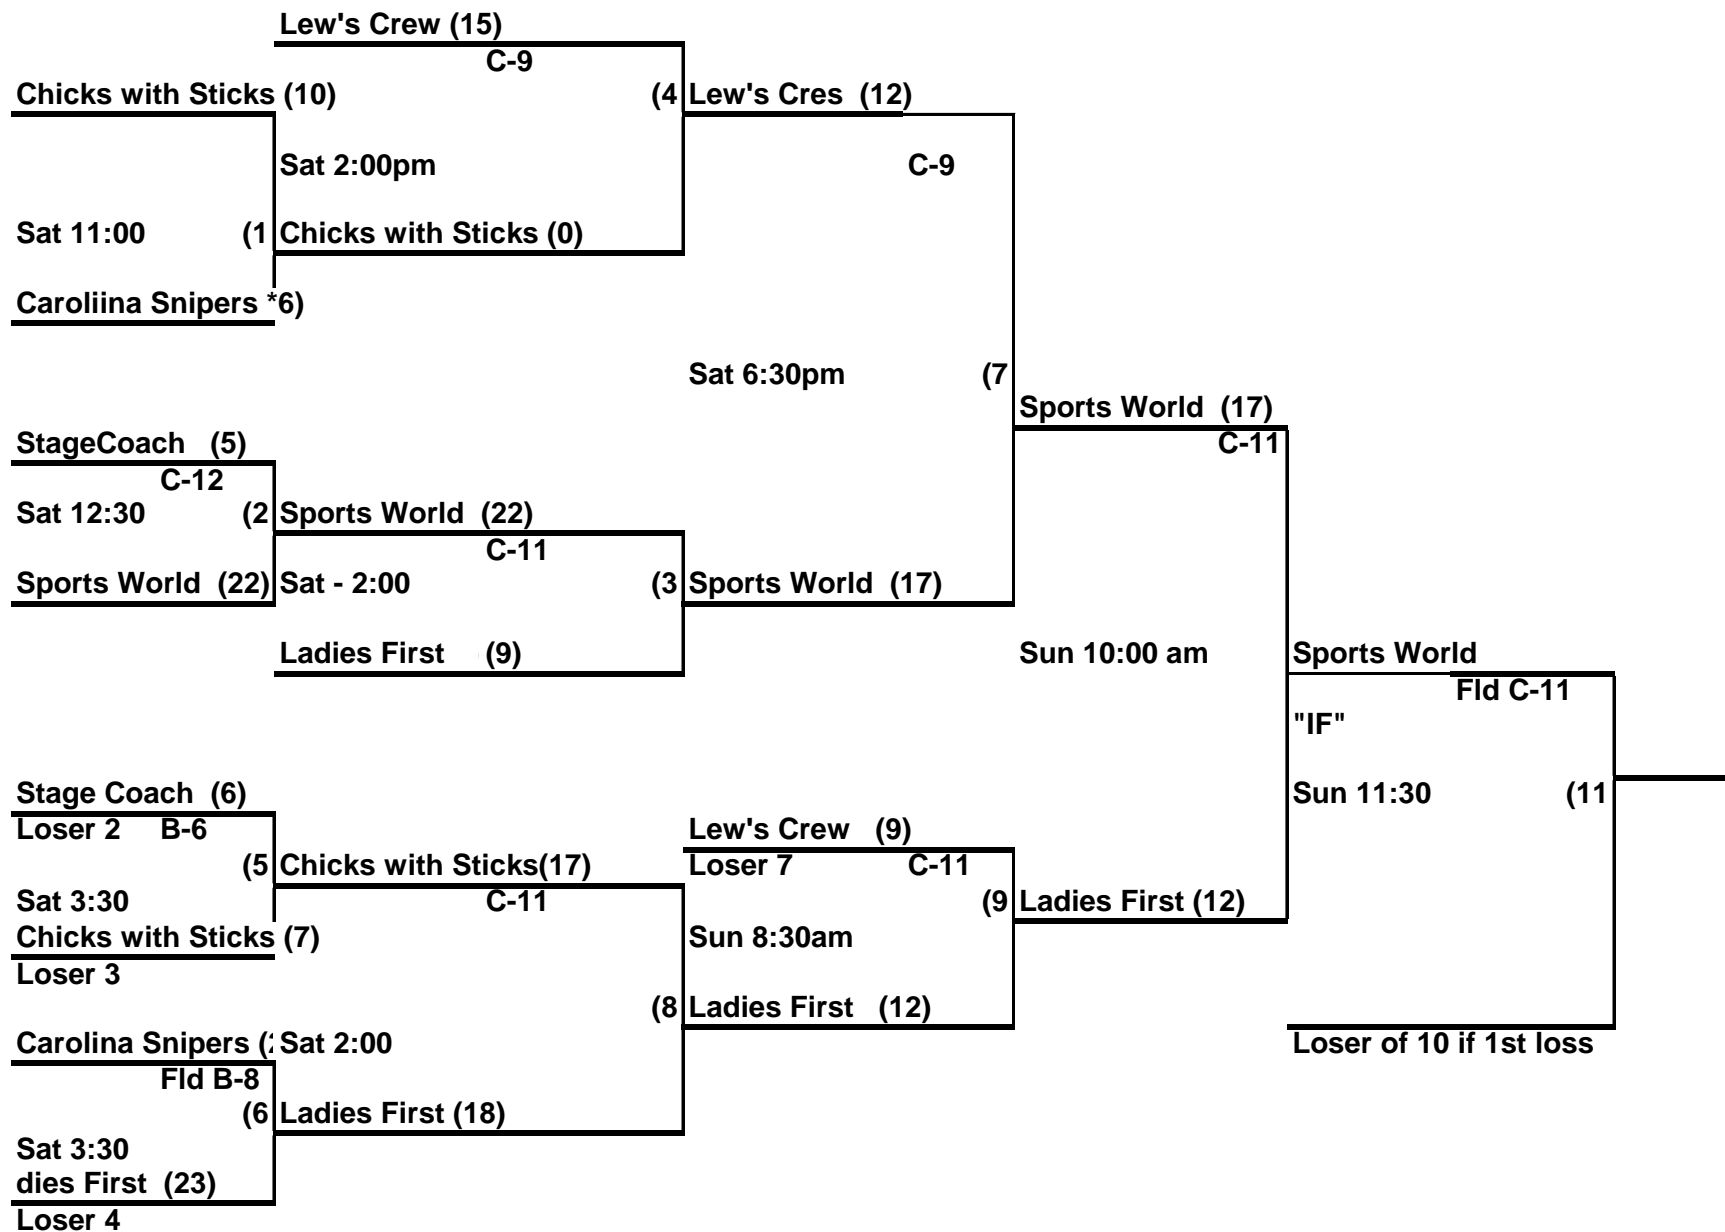 Lew's Crew (15)
C-9
Chicks with Sticks (10)
(4 Lew's Cres (12)
Sat 2:00pm
C-9
Sat 11:00 (1 Chicks with Sticks (0)
Caroliina Snipers *6)
Sat 6:30pm (7
Sports World (17)
StageCoach (5)
C-11
C-12
Sat 12:30 (2 Sports World (22)
C-11
Sports World (22) Sat - 2:00 (3 Sports World (17)
Ladies First (9)
Sun 10:00 am
Sports World
Fld C-11
"IF"
Stage Coach (6)
Sun 11:30 (11
Loser 2 B-6
Lew's Crew (9)
(5 Chicks with Sticks(17)
Loser 7 C-11
Sat 3:30
C-11
(9 Ladies First (12)
Chicks with Sticks (7)
Sun 8:30am
Loser 3
(8 Ladies First (12)
Carolina Snipers ( Sat 2:00
Loser of 10 if 1st loss
Fld B-8
(6 Ladies First (18)
Sat 3:30
dies First (23)
Loser 4